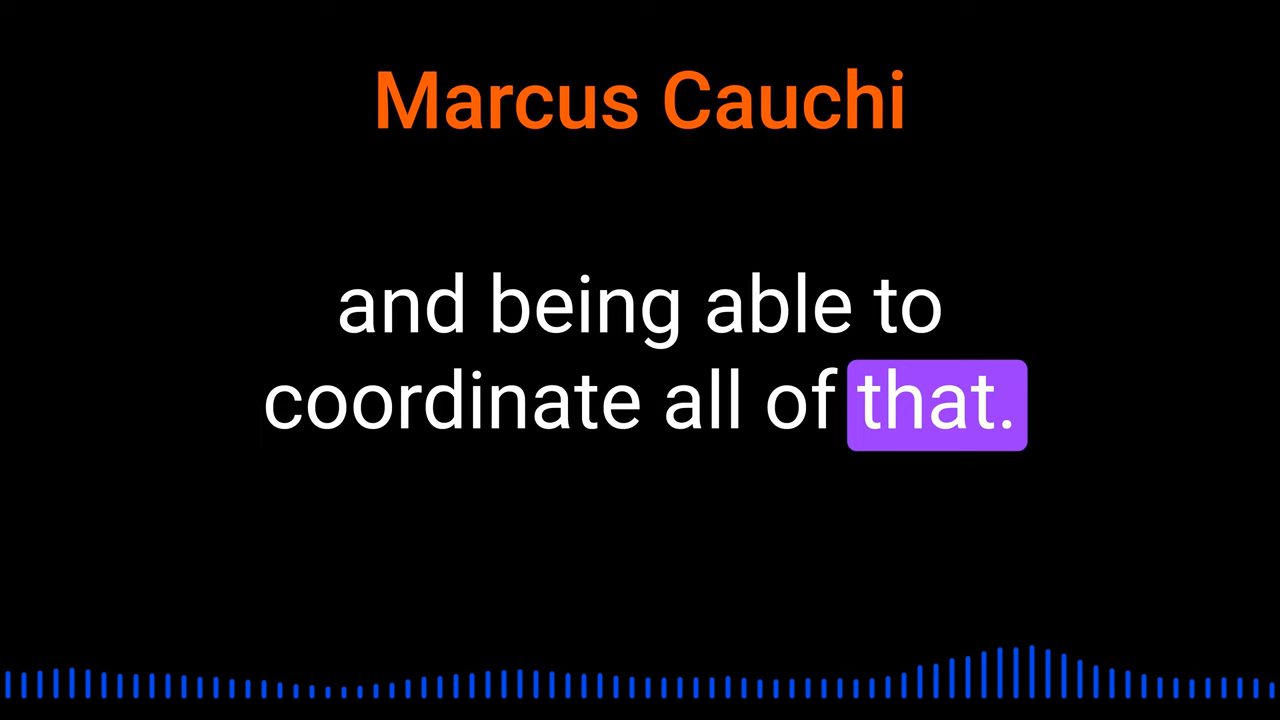 Marcus Cauchi
and being able to
coordinate all of that.